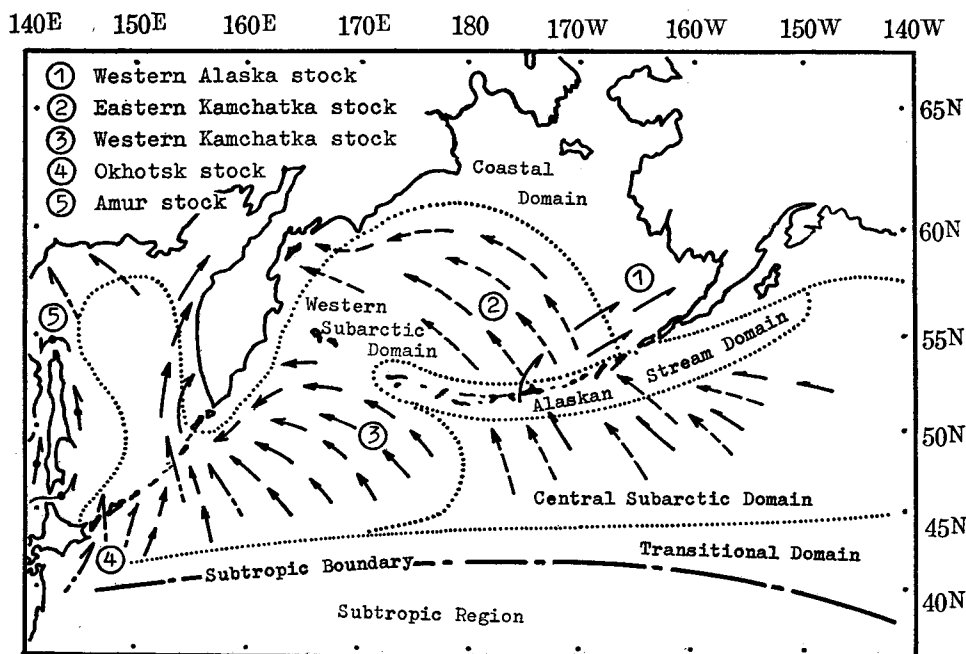 140E 150E 160E 170E 180 170W 160W 150W 140W
① Western Alaska stock
② Eastern Kamchatka stock
③ Western Kamchatka stock
④ Okhotsk stock
⑤ Amur stock
65N
Coastal
Domain
60N
①
②
Western
Subarctic
Domain
⑤
55N
Alaskan Stream Domain
③
50N
Central Subarctic Domain
45N
④
Transitional Domain
Subtropic Boundary
40N
Subtropic Region